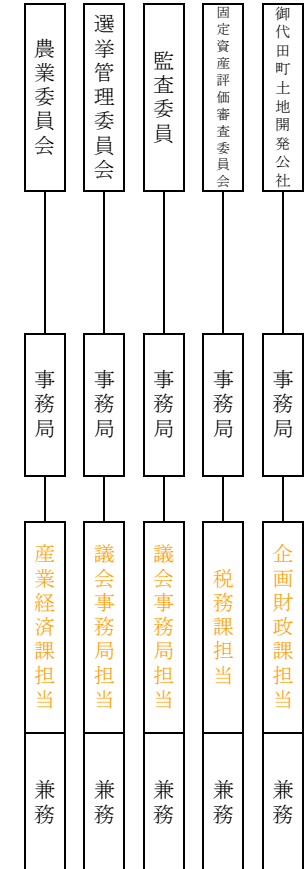 御代田町土地開発公社
事務局
企画財政課担当
兼務
固定資産評価審査委員会
事務局
税務課担当
兼務
監査委員
事務局
議会事務局担当
兼務
選挙管理委員会
事務局
議会事務局担当
兼務
農業委員会
事務局
産業経済課担当
兼務